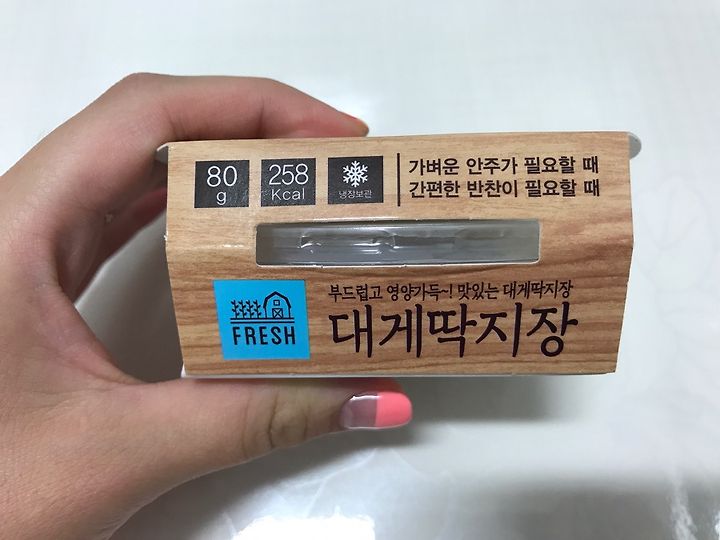 80
g
258
Kcal
냉장보관
가벼운 안주가 필요할 때
간편한 반찬이 필요할 때
부드럽고 영양가득~! 맛있는 대게딱지장
FRESH
대게딱지장